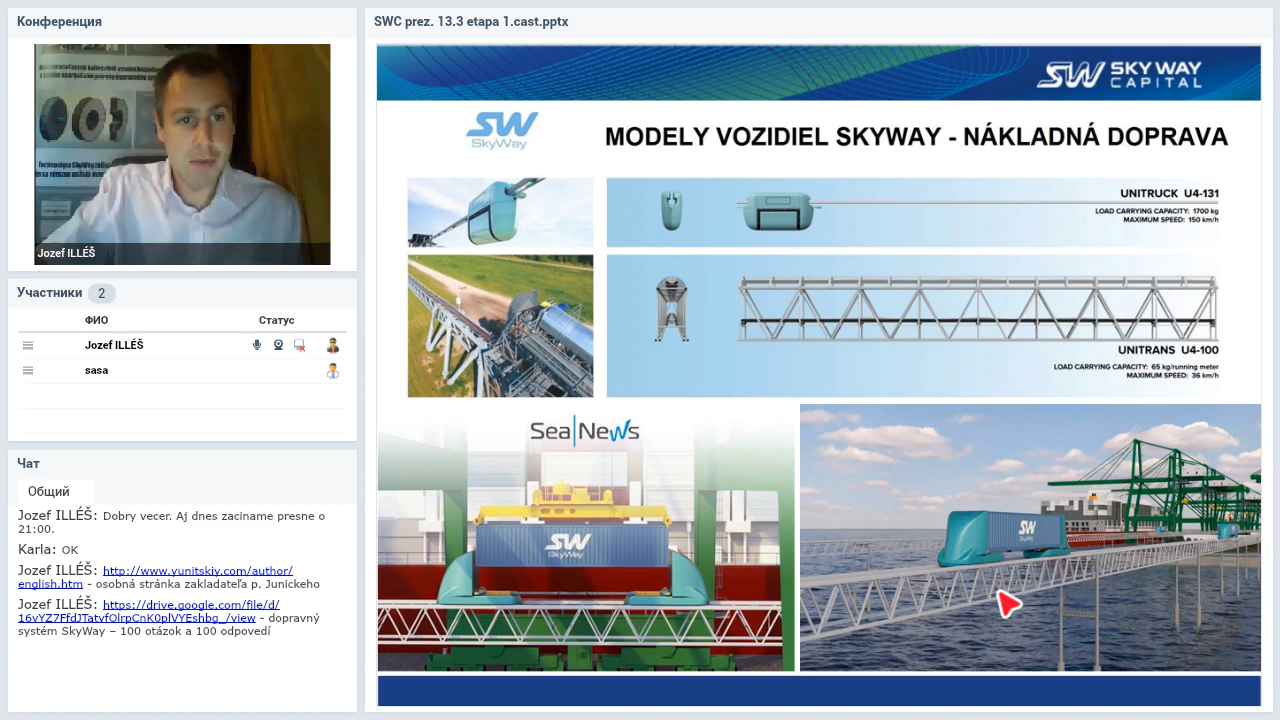 Конференция
Jozef ILLÉŠ
Участники 2
ФИО Статус
Jozef ILLÉŠ
sasa
Чат
Общий
Jozef ILLÉŠ: Dobry vecer. Aj dnes zaciname presne o
21:00.
Karla: OK
Jozef ILLÉŠ: http://www.yunitskiy.com/author/
english.htm - osobná stránka zakladateľa p. Junickeho
Jozef ILLÉŠ: https://drive.google.com/file/d/
16vYZ7FfdJTatvfOlrpCnK0plVYEshbg_/view - dopravný
systém SkyWay – 100 otázok a 100 odpovedí
SWC prez. 13.3 etapa 1.cast.pptx
SW SKY WAY
CAPITAL
SW
SkyWay
MODELY VOZIDIEL SKYWAY - NÁKLADNÁ DOPRAVA
UNITRUCK U4-131
LOAD CARRYING CAPACITY: 1700 kg
MAXIMUM SPEED: 150 km/h
UNITRANS U4-100
LOAD CARRYING CAPACITY: 65 kg/running meter
MAXIMUM SPEED: 36 km/h
Sea News
SW
SkyWay
SW
SkyWay